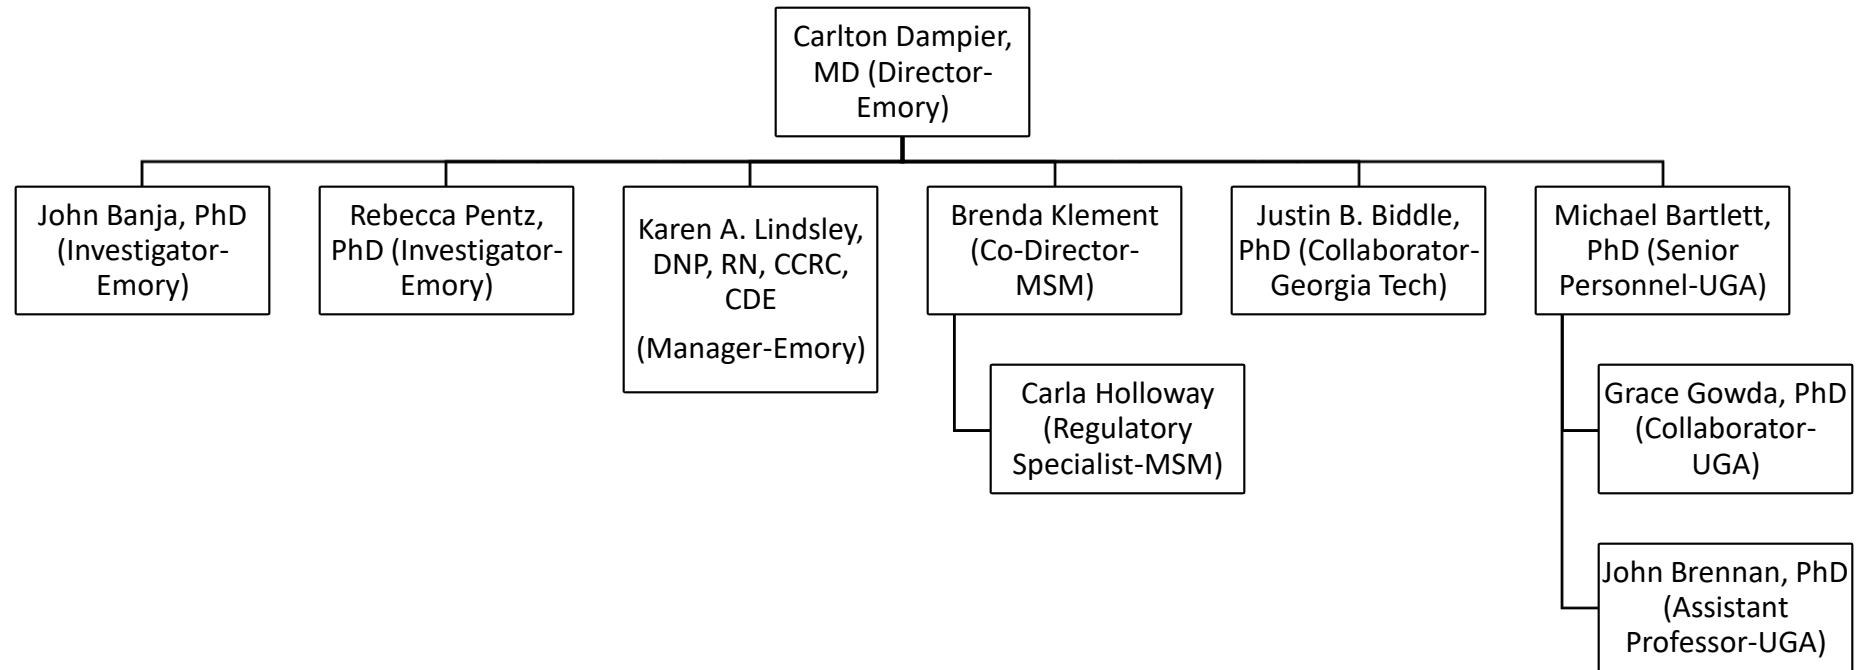 Carlton Dampier,
MD (Director-
Emory)
John Banja, PhD
(Investigator-
Emory)
Rebecca Pentz,
PhD (Investigator-
Emory)
Karen A. Lindsley,
DNP, RN, CCRC,
CDE
(Manager-Emory)
Brenda Klement
(Co-Director-
MSM)
Carla Holloway
(Regulatory
Specialist-MSM)
Justin B. Biddle,
PhD (Collaborator-
Georgia Tech)
Michael Bartlett,
PhD (Senior
Personnel-UGA)
Grace Gowda, PhD
(Collaborator-
UGA)
John Brennan, PhD
(Assistant
Professor-UGA)